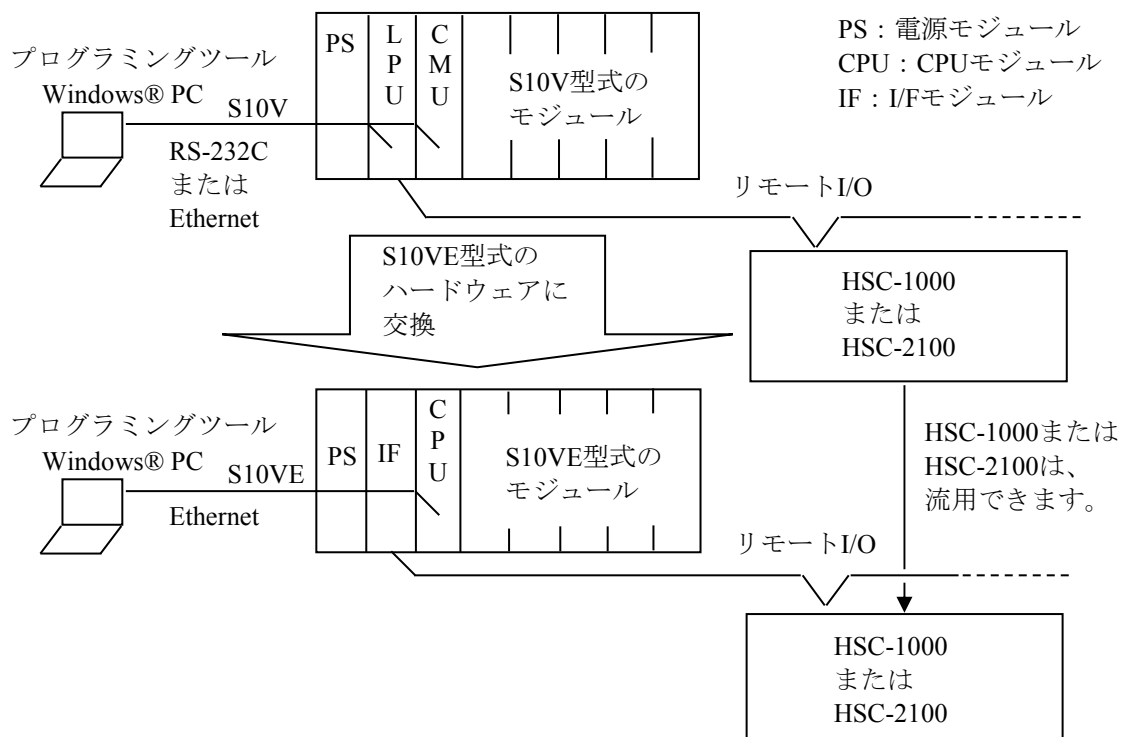 PS：電源モジュール
CPU：CPUモジュール
IF：I/Fモジュール
プログラミングツール
Windows® PC
S10V
RS-232C
または
Ethernet
PS
LPU
CMU
S10V型式の
モジュール
リモートI/O
HSC-1000
または
HSC-2100
S10VE型式の
ハードウェアに
交換
プログラミングツール
Windows® PC
S10VE
Ethernet
PS
IF
CPU
S10VE型式の
モジュール
HSC-1000または
HSC-2100は、
流用できます。
リモートI/O
HSC-1000
または
HSC-2100